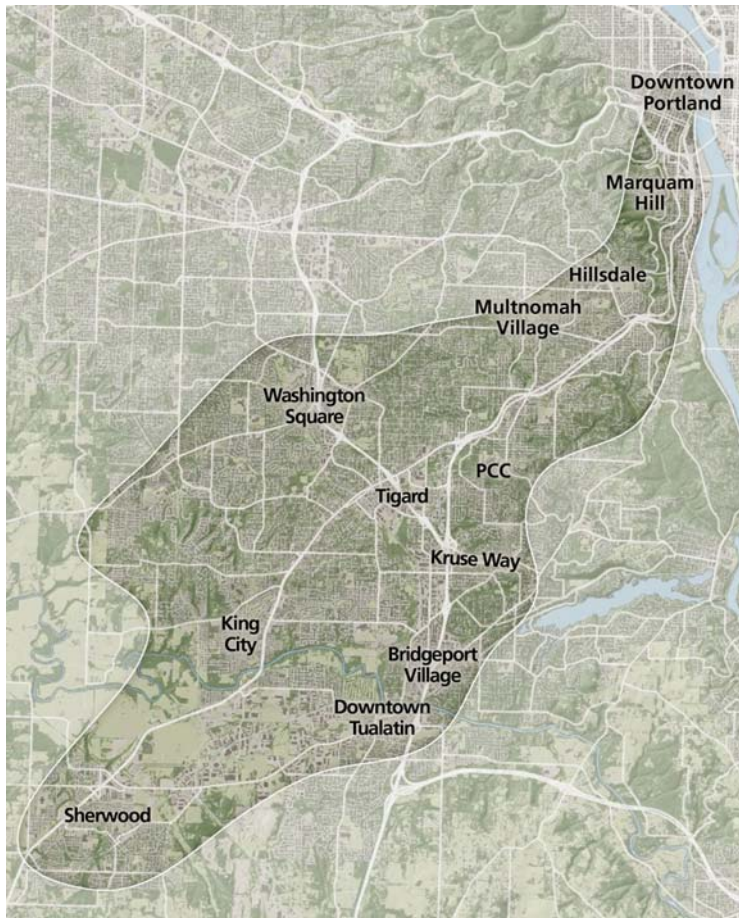 Downtown
Portland
Marquam
Hill
Hillsdale
Multnomah
Village
Washington
Square
PCC
Tigard
Kruse Way
King
City
Bridgeport
Village
Downtown
Tualatin
Sherwood